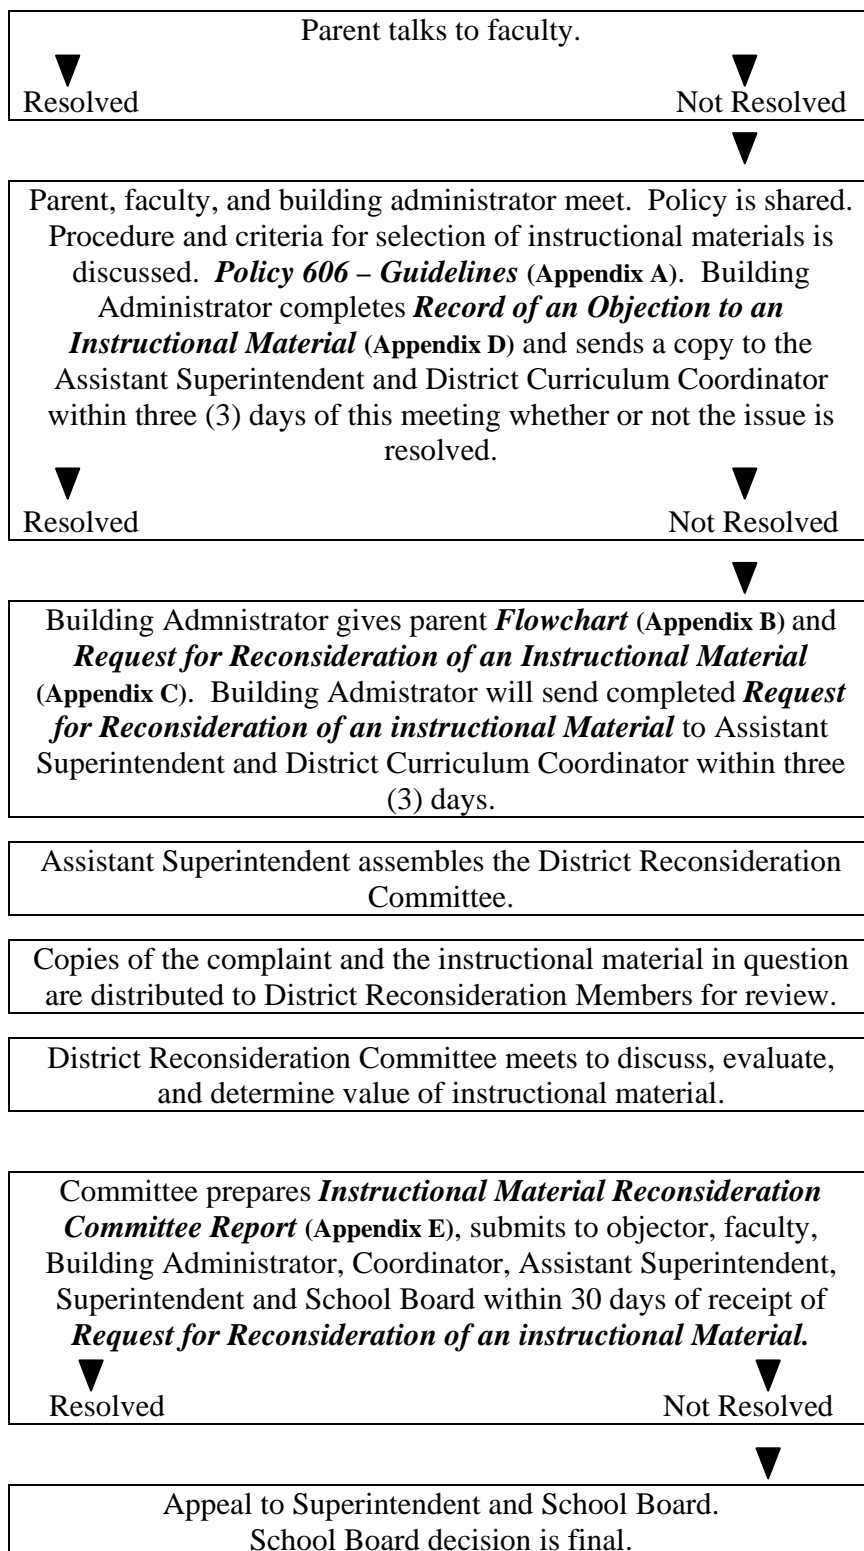 Parent talks to faculty.
Resolved Not Resolved
Parent, faculty, and building administrator meet. Policy is shared.
Procedure and criteria for selection of instructional materials is
discussed. Policy 606 – Guidelines (Appendix A). Building
Administrator completes Record of an Objection to an
Instructional Material (Appendix D) and sends a copy to the
Assistant Superintendent and District Curriculum Coordinator
within three (3) days of this meeting whether or not the issue is
resolved.
Resolved Not Resolved
Building Admnistrator gives parent Flowchart (Appendix B) and
Request for Reconsideration of an Instructional Material
(Appendix C). Building Admistrator will send completed Request
for Reconsideration of an instructional Material to Assistant
Superintendent and District Curriculum Coordinator within three
(3) days.
Assistant Superintendent assembles the District Reconsideration
Committee.
Copies of the complaint and the instructional material in question
are distributed to District Reconsideration Members for review.
District Reconsideration Committee meets to discuss, evaluate,
and determine value of instructional material.
Committee prepares Instructional Material Reconsideration
Committee Report (Appendix E), submits to objector, faculty,
Building Administrator, Coordinator, Assistant Superintendent,
Superintendent and School Board within 30 days of receipt of
Request for Reconsideration of an instructional Material.
Resolved Not Resolved
Appeal to Superintendent and School Board.
School Board decision is final.